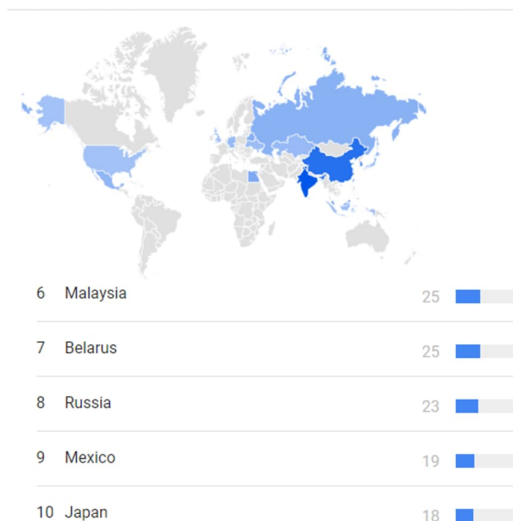 6 Malaysia 25
7 Belarus 25
8 Russia 23
9 Mexico 19
10 Japan 18